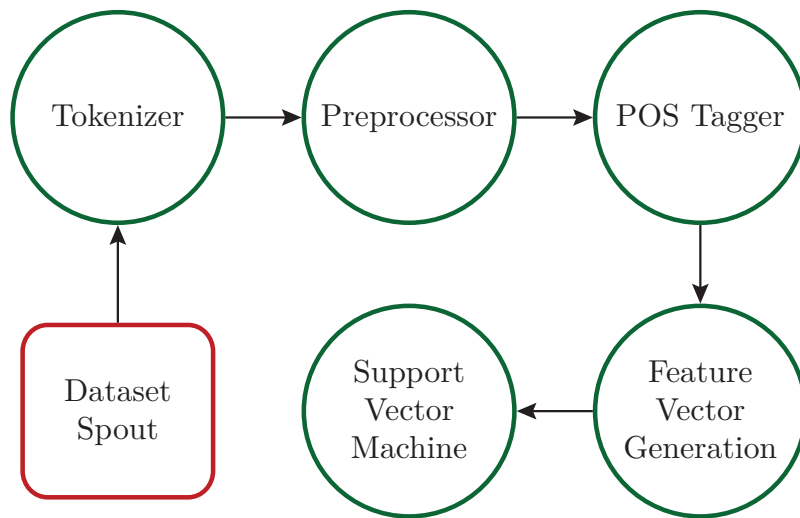 Tokenizer
Preprocessor
POS Tagger
Dataset
Spout
Support
Vector
Machine
Feature
Vector
Generation